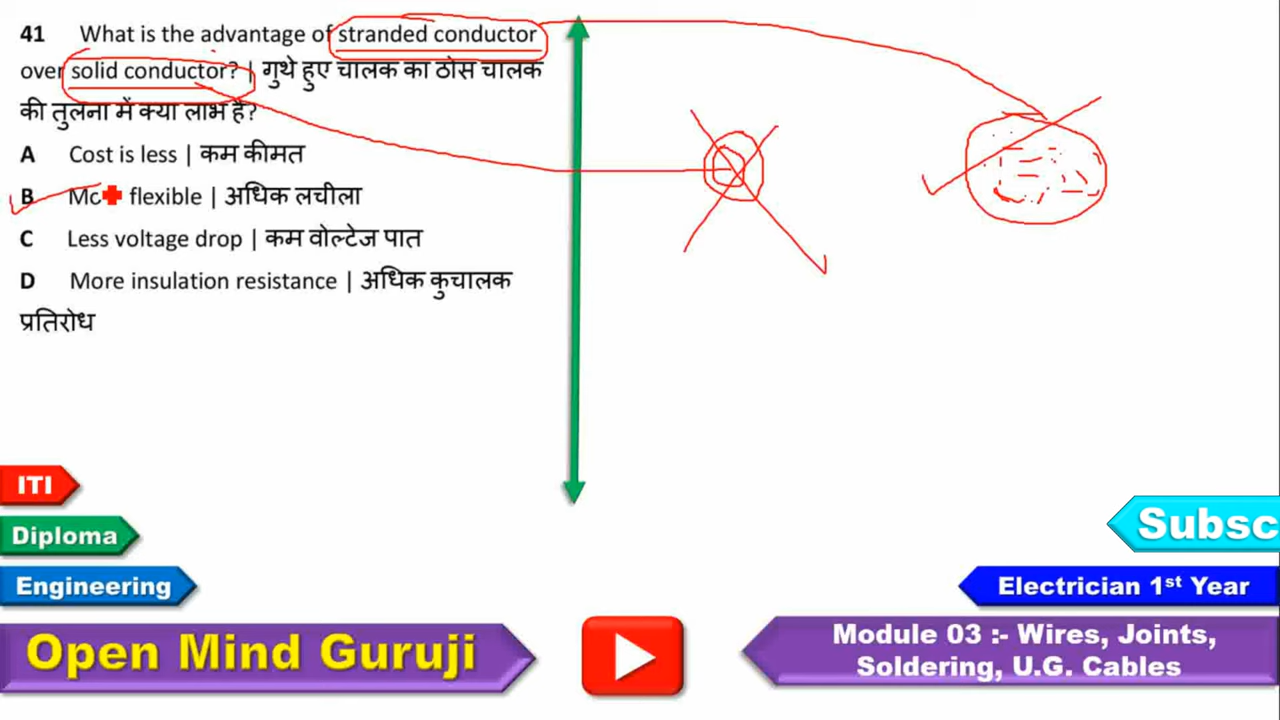 41 What is the advantage of stranded conductor
over solid conductor? | गुथे हुए चालक का ठोस चालक
की तुलना में क्या लाभ है?
A Cost is less | कम कीमत
B flexible | अधिक लचीला
C Less voltage drop | कम वोल्टेज पात
D More insulation resistance | अधिक कुचालक
प्रतिरोध
ITI
Diploma
Engineering
Open Mind Guruji
Subsc
Electrician 1st Year
Module 03 :- Wires, Joints,
Soldering, U.G. Cables